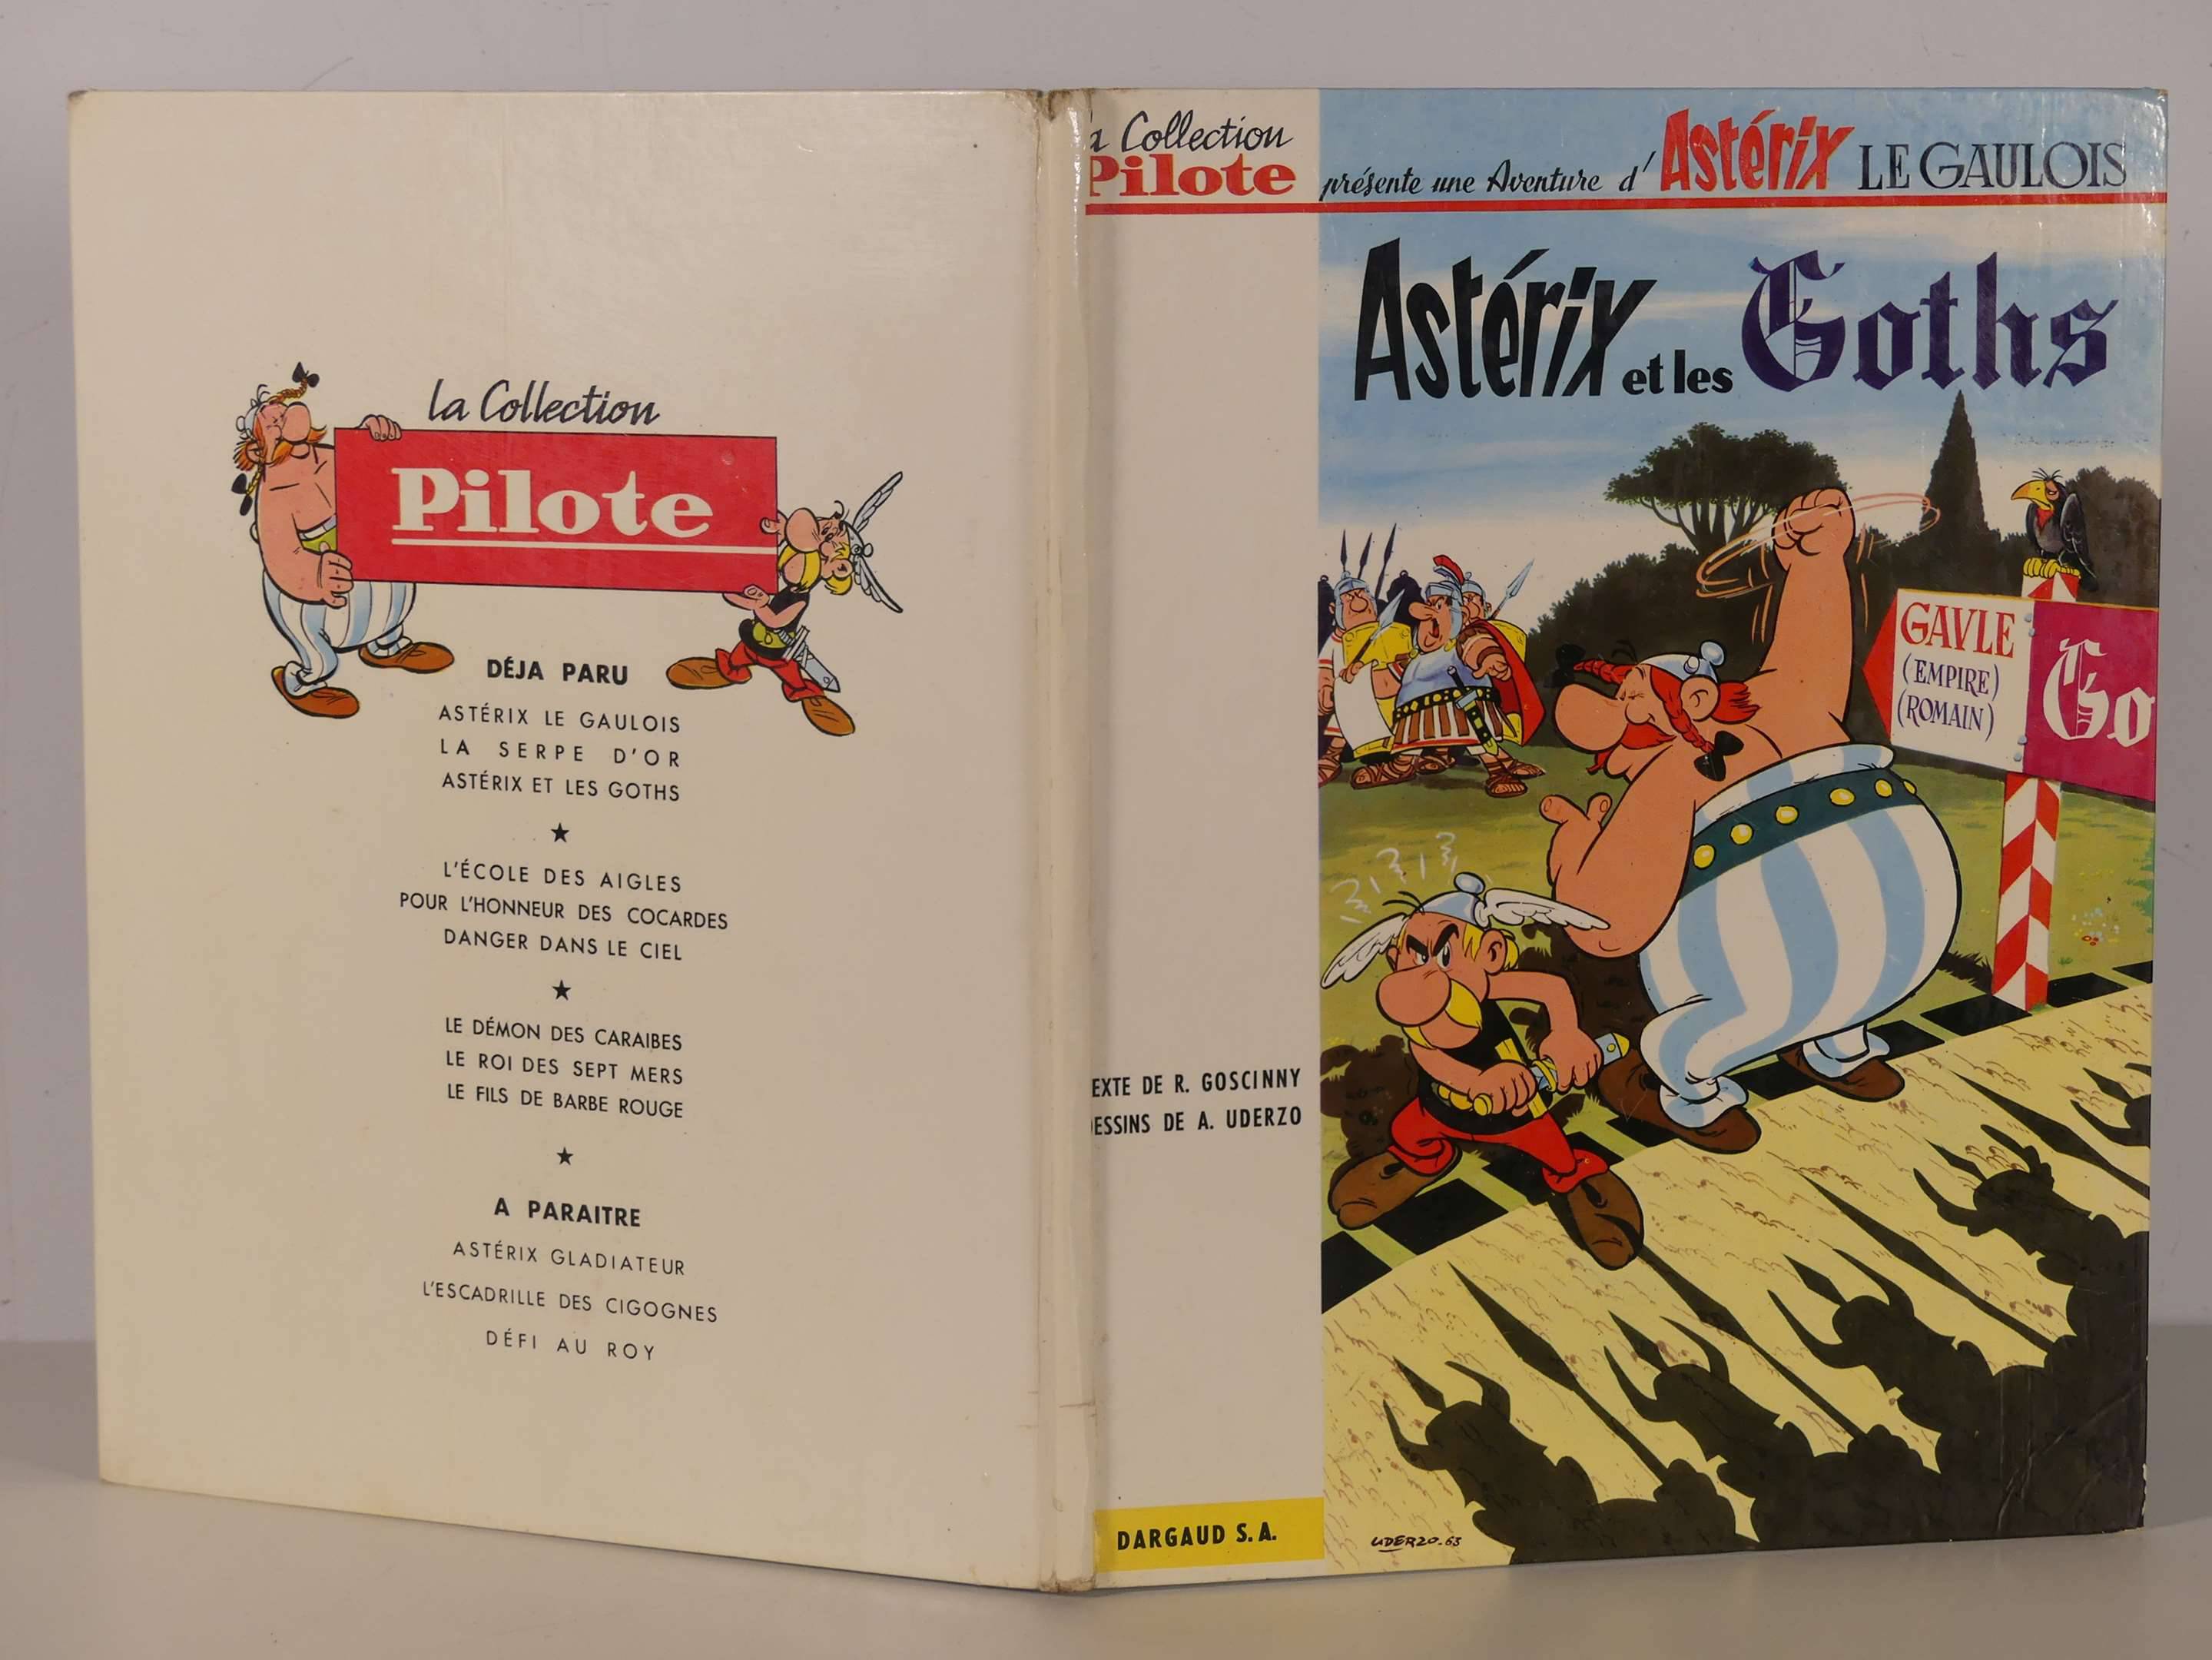 La Collection
Pilote
DÉJA PARU
ASTÉRIX LE GAULOIS
LA SERPE D'OR
ASTÉRIX ET LES GOTHS
L'ÉCOLE DES AIGLES
POUR L'HONNEUR DES COCARDES
DANGER DANS LE CIEL
LE DÉMON DES CARAIBES
LE ROI DES SEPT MERS
LE FILS DE BARBE ROUGE
A PARAITRE
ASTÉRIX GLADIATEUR
L'ESCADRILLE DES CIGOGNES
DÉFI AU ROY
a Collection
Pilote présente une Aventure d'Astérix LE GAULOIS
Astérix et les Goths
GAVLE
(EMPIRE)
(ROMAIN)
Go
EXTE DE R. GOSCINNY
ESSINS DE A. UDERZO
DARGAUD S.A.
UDERZO.63